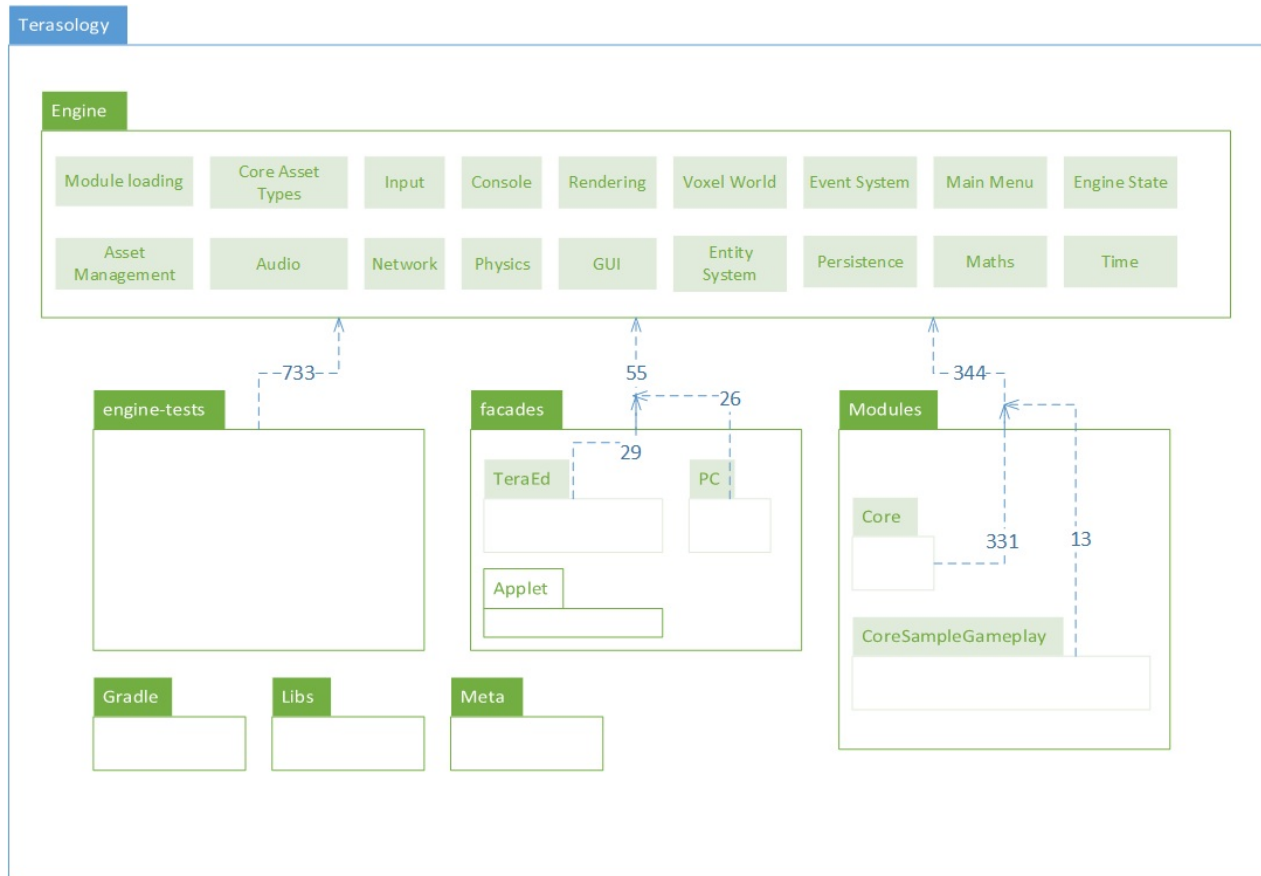 Terasology
Engine
Module loading
Core Asset
Types
Input
Console
Rendering
Voxel World
Event System
Main Menu
Engine State
Asset
Management
Audio
Network
Physics
GUI
Entity
System
Persistence
Maths
Time
733
55
344
26
engine-tests
facades
Modules
29
TeraEd
PC
Core
331
13
Applet
CoreSampleGameplay
Gradle
Libs
Meta